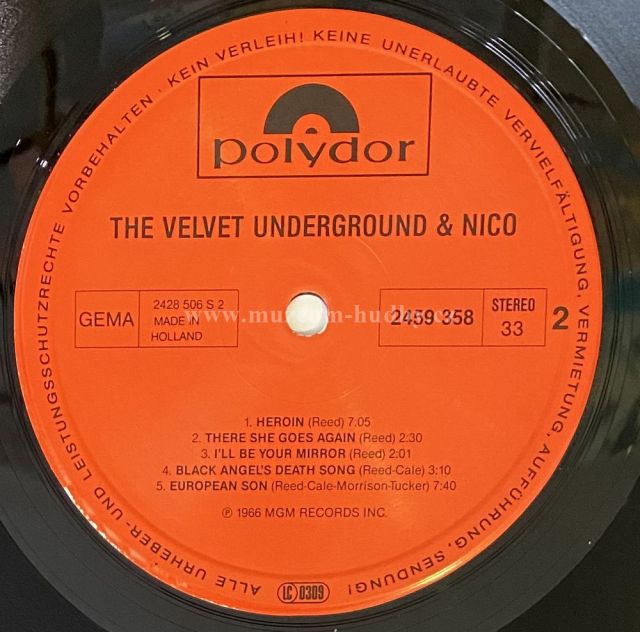 ALLE URHEBER- UND LEISTUNGSSCHUTZRECHTE VORBEHALTEN · KEIN VERLEIH! KEINE UNERLAUBTE VERVIELFÄLTIGUNG, VERMIETUNG, AUFFÜHRUNG, SENDUNG!
polydor
THE VELVET UNDERGROUND & NICO
GEMA
2428 506 S 2
MADE IN
HOLLAND
2459 358
STEREO
33
2
1. HEROIN (Reed) 7:05
2. THERE SHE GOES AGAIN (Reed) 2:30
3. I'LL BE YOUR MIRROR (Reed) 2:01
4. BLACK ANGEL'S DEATH SONG (Reed-Cale) 3:10
5. EUROPEAN SON (Reed-Cale-Morrison-Tucker) 7:40
℗ 1966 MGM RECORDS INC.
LC 0309